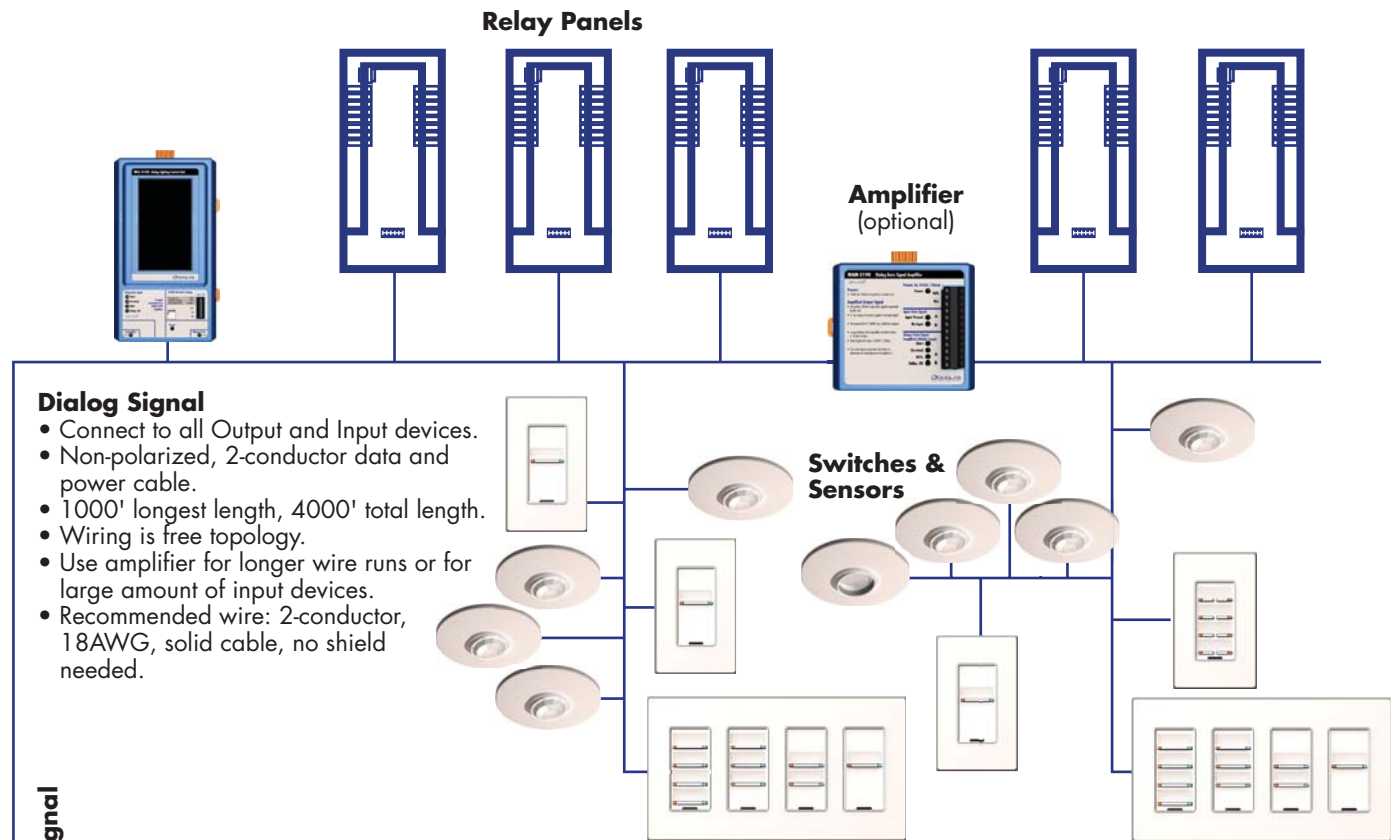 Relay Panels
Amplifier
(optional)
Dialog Signal
• Connect to all Output and Input devices.
• Non-polarized, 2-conductor data and
power cable.
• 1000' longest length, 4000' total length.
• Wiring is free topology.
• Use amplifier for longer wire runs or for
large amount of input devices.
• Recommended wire: 2-conductor,
18AWG, solid cable, no shield
needed.
Switches &
Sensors
gnal